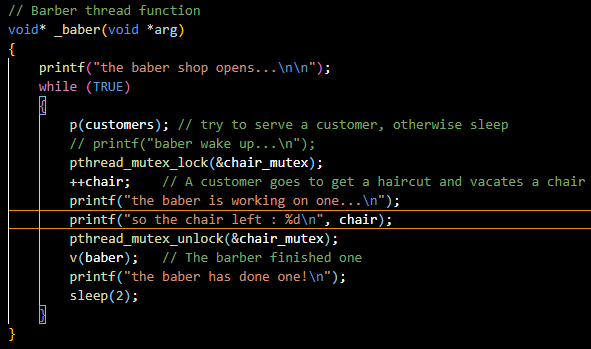 // Barber thread function
void* _baber(void *arg)
{
printf("the baber shop opens...\n\n");
while (TRUE)
{
p(customers); // try to serve a customer, otherwise sleep
// printf("baber wake up...\n");
pthread_mutex_lock(&chair_mutex);
++chair;    // A customer goes to get a haircut and vacates a chair
printf("the baber is working on one...\n");
printf("so the chair left : %d\n", chair);
pthread_mutex_unlock(&chair_mutex);
v(baber);   // The barber finished one
printf("the baber has done one!\n");
sleep(2);
}
}